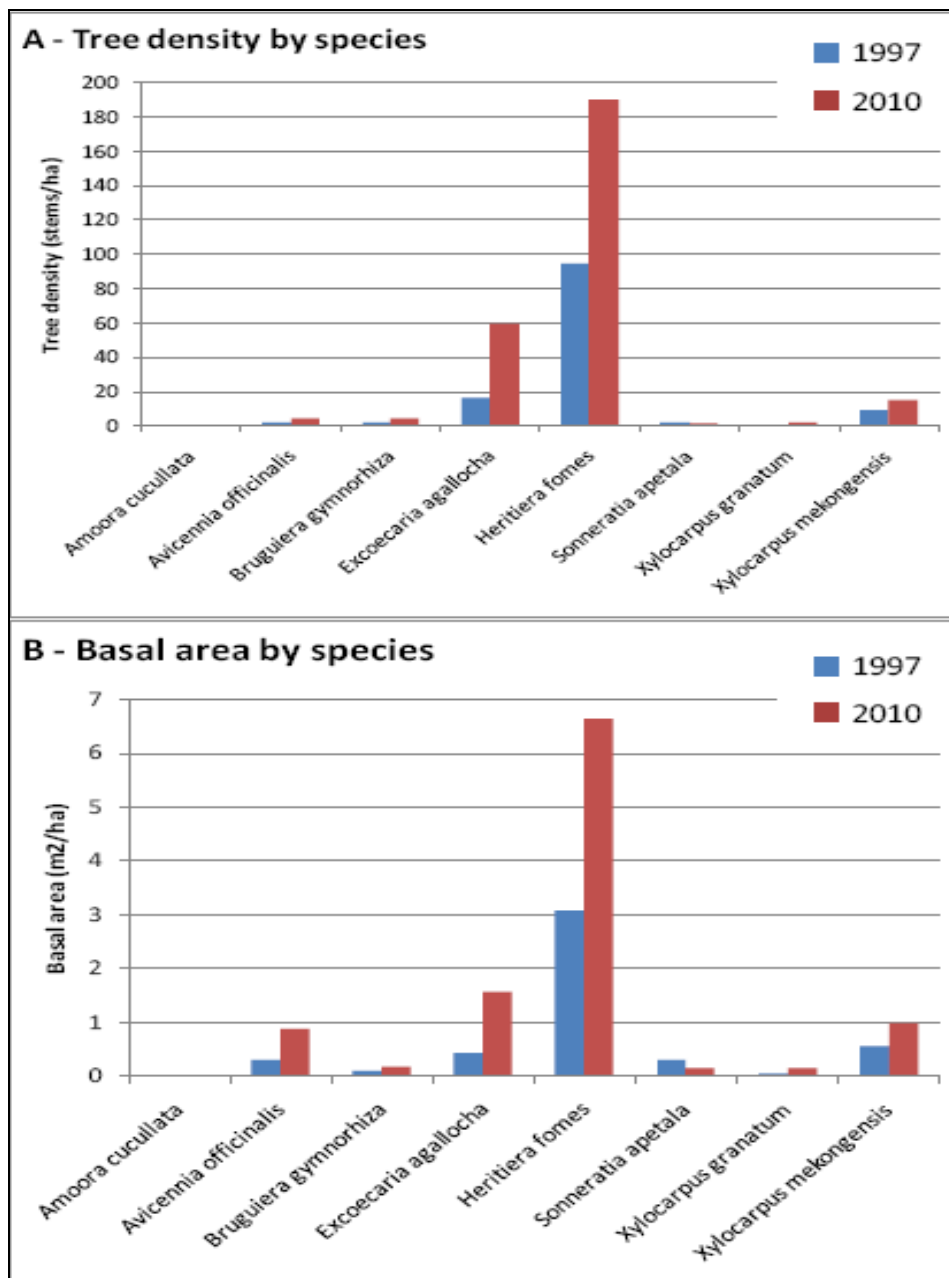 A - Tree density by species
1997
2010
Tree density (stems/ha)
200
180
160
140
120
100
80
60
40
20
0
Amoora cucullata
Avicennia officinalis
Bruguiera gymnorhiza
Excoecaria agallocha
Heritiera fomes
Sonneratia apetala
Xylocarpus granatum
Xylocarpus mekongensis
B - Basal area by species
1997
2010
Basal area (m2/ha)
7
6
5
4
3
2
1
0
Amoora cucullata
Avicennia officinalis
Bruguiera gymnorhiza
Excoecaria agallocha
Heritiera fomes
Sonneratia apetala
Xylocarpus granatum
Xylocarpus mekongensis